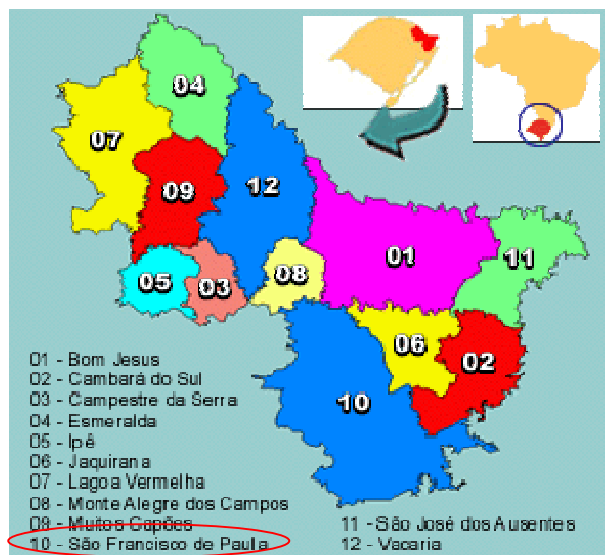 04
07
12
09
01
11
05
03
08
06
02
10
01 - Bom Jesus
02 - Cambará do Sul
03 - Campestre da Serra
04 - Esmeralda
05 - Ipê
06 - Jaquirana
07 - Lagoa Vermelha
08 - Monte Alegre dos Campos
09 - Muitos Capões
10 - São Francisco de Paula
11 - São José dos Ausentes
12 - Vacaria